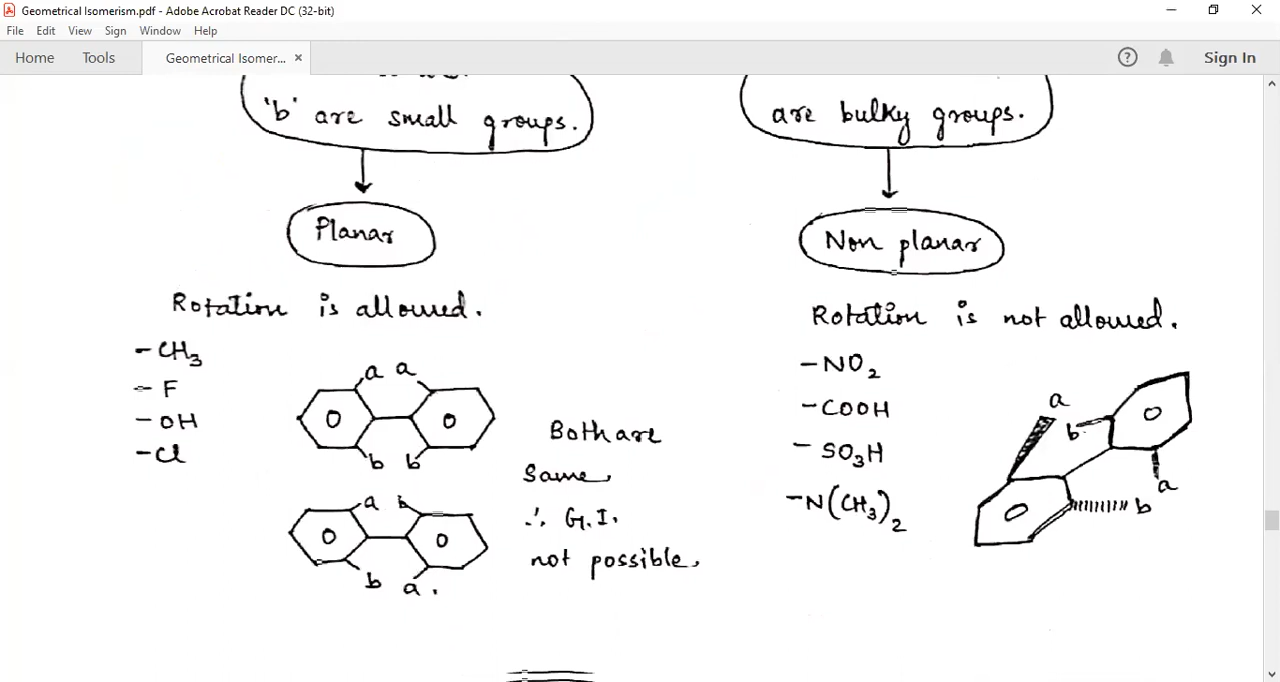 Geometrical Isomerism.pdf - Adobe Acrobat Reader DC (32-bit)
File Edit View Sign Window Help
Home Tools Geometrical Isomer... × ? Sign In
'b' are small groups.
Planar
Rotation is allowed.
-CH3
-F
-OH
-Cl
a a
b b
a b
b a
Both are
Same,
∴ G.I.
not possible.
are bulky groups.
Non planar
Rotation is not allowed.
-NO2
-COOH
-SO3H
-N(CH3)2
a
b
a
b